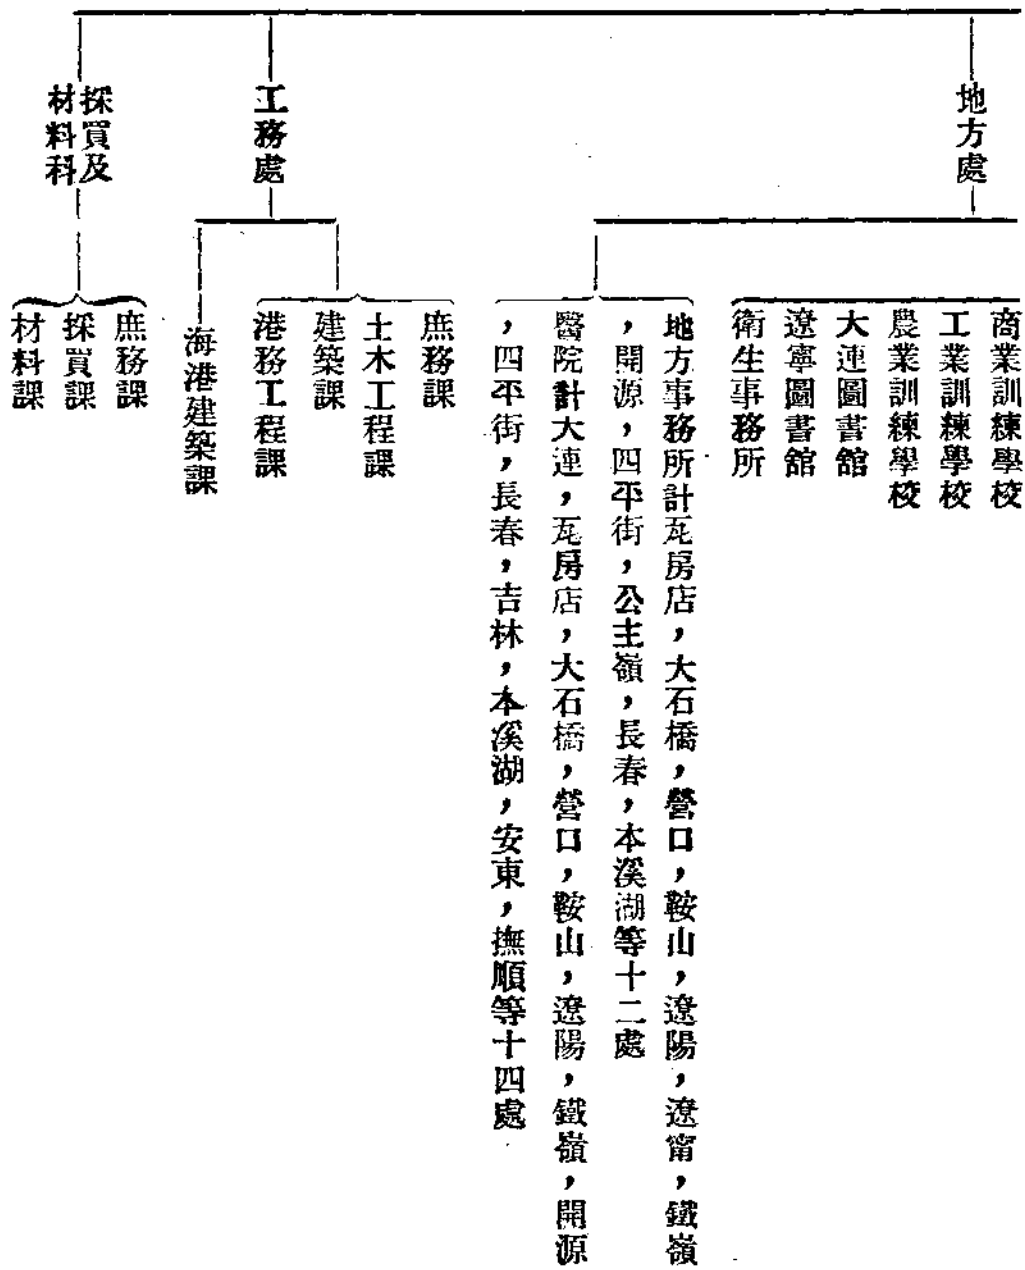 地方處
商業訓練學校
工業訓練學校
農業訓練學校
大連圖書館
遼寧圖書館
衛生事務所
地方事務所計瓦房店，大石橋，營口，鞍山，遼陽，遼甯，鐵嶺
，開源，四平街，公主嶺，長春，本溪湖等十二處
醫院計大連，瓦房店，大石橋，營口，鞍山，遼陽，鐵嶺，開源
，四平街，長春，吉林，本溪湖，安東，撫順等十四處
工務處
庶務課
土木工程課
建築課
港務工程課
海港建築課
採買及
材料科
庶務課
採買課
材料課